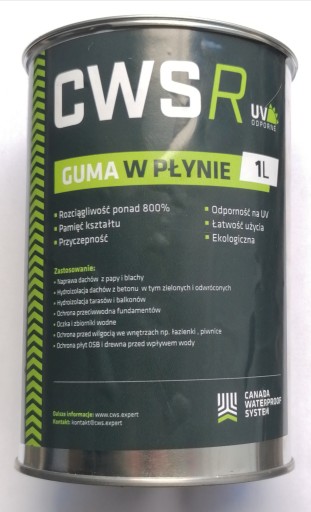 CWSR
UV
ODPORNE
GUMA W PŁYNIE 1L
▪ Rozciągliwość ponad 800%
▪ Pamięć kształtu
▪ Przyczepność
▪ Odporność na UV
▪ Łatwość użycia
▪ Ekologiczna
Zastosowanie:
• Naprawa dachów z papy i blachy
• Hydroizolacja dachów z betonu w tym zielonych i odwróconych
• Hydroizolacja tarasów i balkonów
• Ochrona przeciwwodna fundamentów
• Oczka i zbiorniki wodne
• Ochrona przed wilgocią we wnętrzach np. łazienki, piwnice
• Ochrona płyt OSB i drewna przed wpływem wody
Dalsze informacje: www.cws.expert
Kontakt: kontakt@cws.expert
CANADA
WATERPROOF
SYSTEM